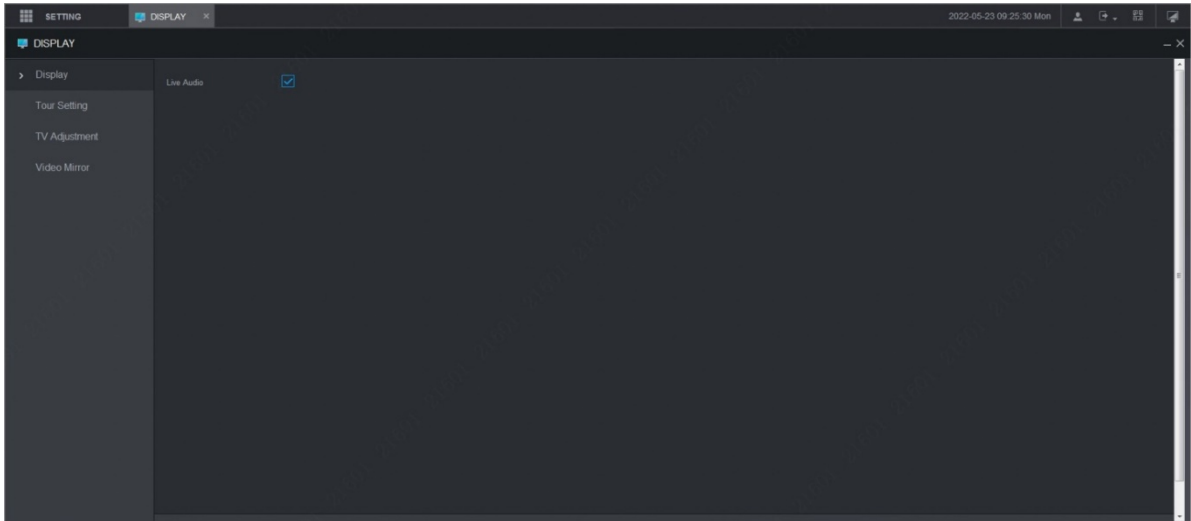 SETTING DISPLAY × 2022-05-23 09:25:30 Mon
DISPLAY
Display
Live Audio
Tour Setting
TV Adjustment
Video Mirror